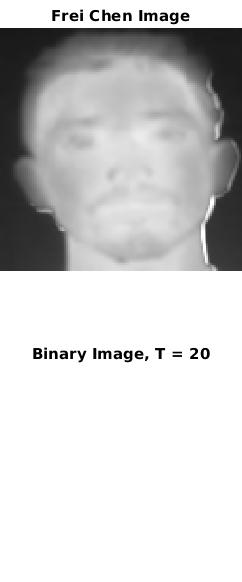 Frei Chen Image
Binary Image, T = 20